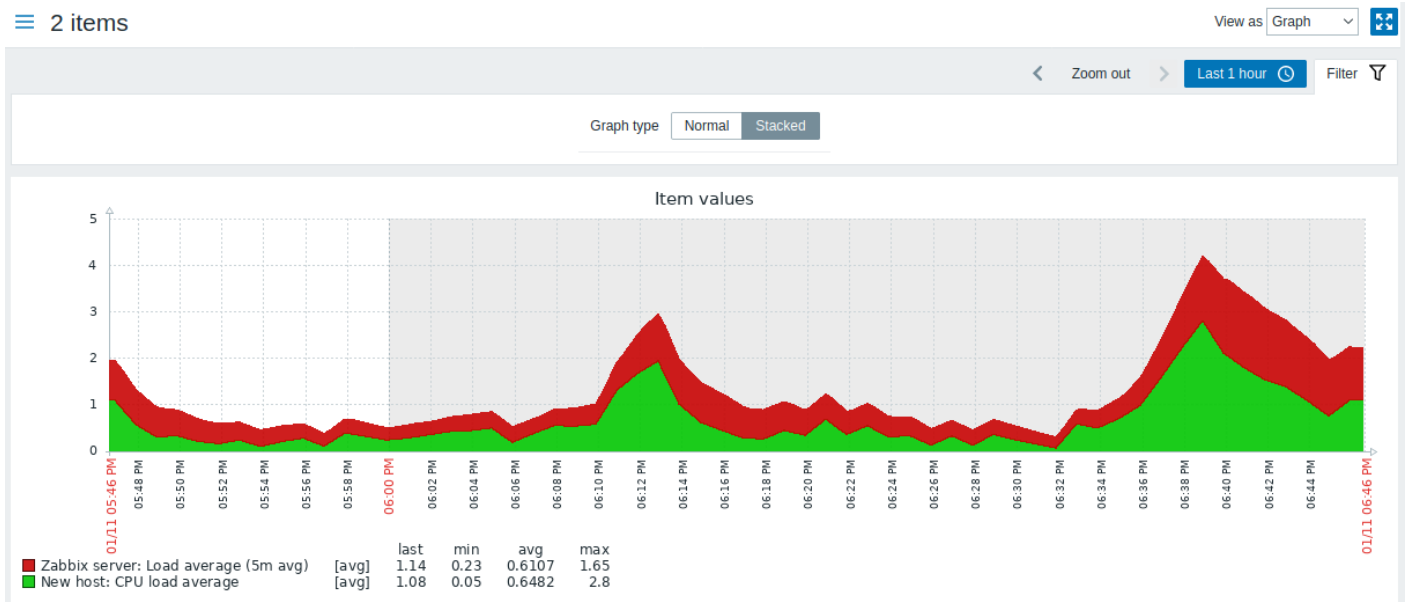 2 items
View as Graph
Zoom out
Last 1 hour
Filter
Graph type Normal Stacked
Item values
5
4
3
2
1
0
01/11 05:46 PM
05:48 PM
05:50 PM
05:52 PM
05:54 PM
05:56 PM
05:58 PM
06:00 PM
06:02 PM
06:04 PM
06:06 PM
06:08 PM
06:10 PM
06:12 PM
06:14 PM
06:16 PM
06:18 PM
06:20 PM
06:22 PM
06:24 PM
06:26 PM
06:28 PM
06:30 PM
06:32 PM
06:34 PM
06:36 PM
06:38 PM
06:40 PM
06:42 PM
06:44 PM
01/11 06:46 PM
last min avg max
Zabbix server: Load average (5m avg) [avg] 1.14 0.23 0.6107 1.65
New host: CPU load average [avg] 1.08 0.05 0.6482 2.8